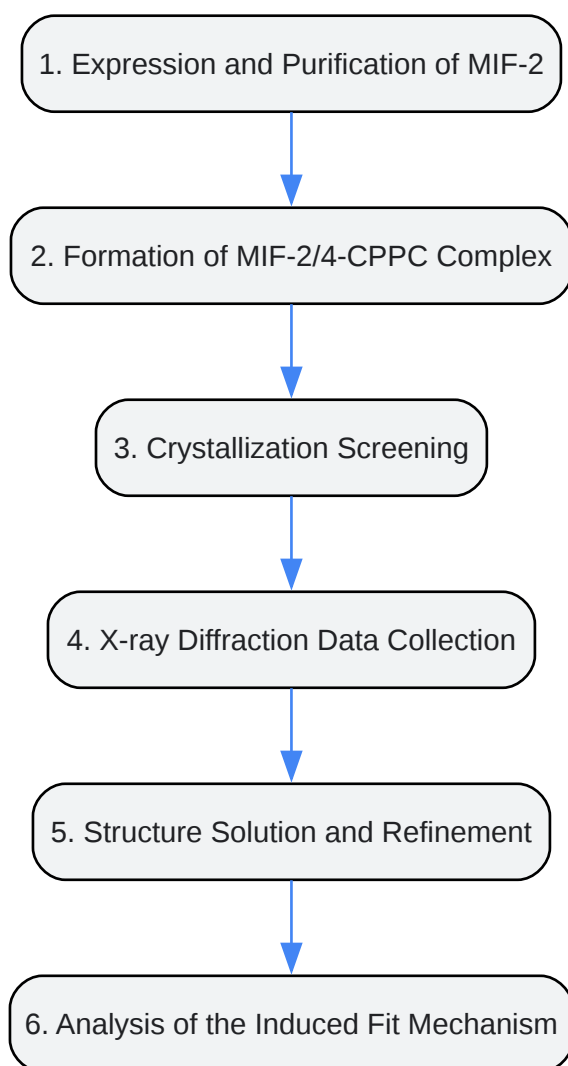 1. Expression and Purification of MIF-2
2. Formation of MIF-2/4-CPPC Complex
3. Crystallization Screening
4. X-ray Diffraction Data Collection
5. Structure Solution and Refinement
6. Analysis of the Induced Fit Mechanism